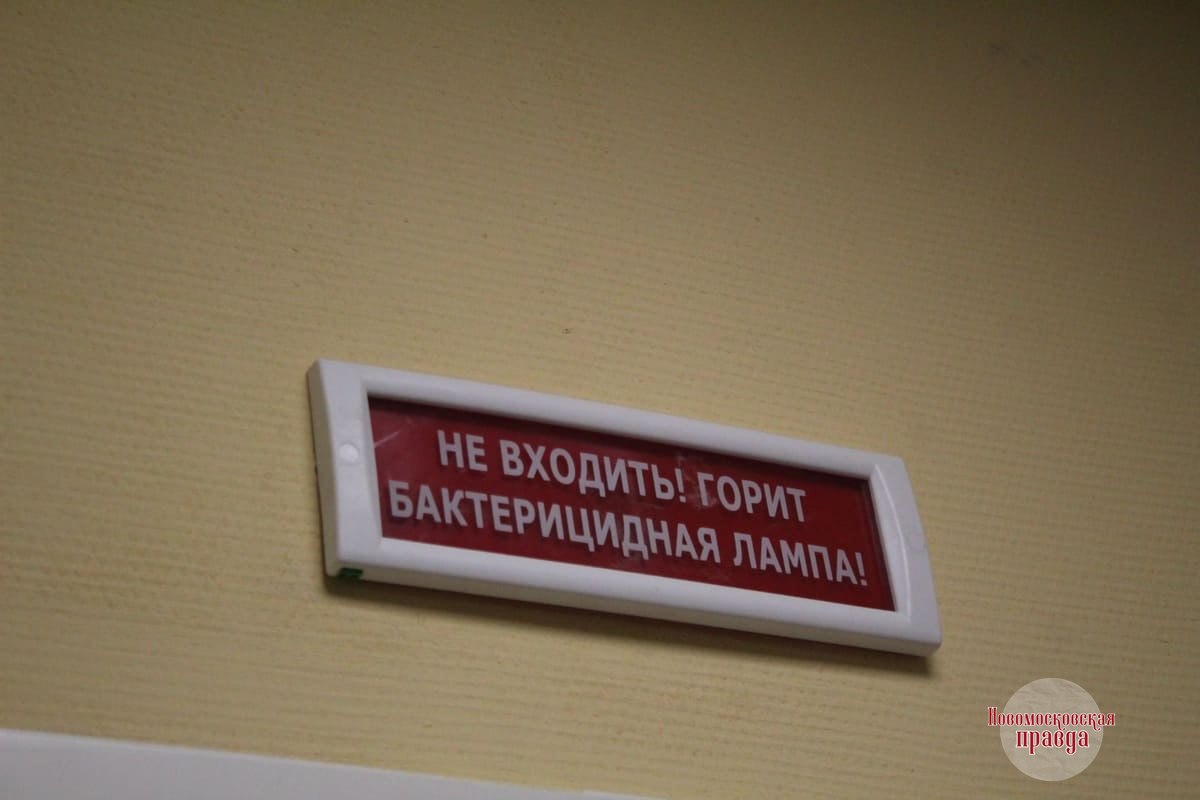 НЕ ВХОДИТЬ! ГОРИТ
БАКТЕРИЦИДНАЯ ЛАМПА!
Новомосковская
правда